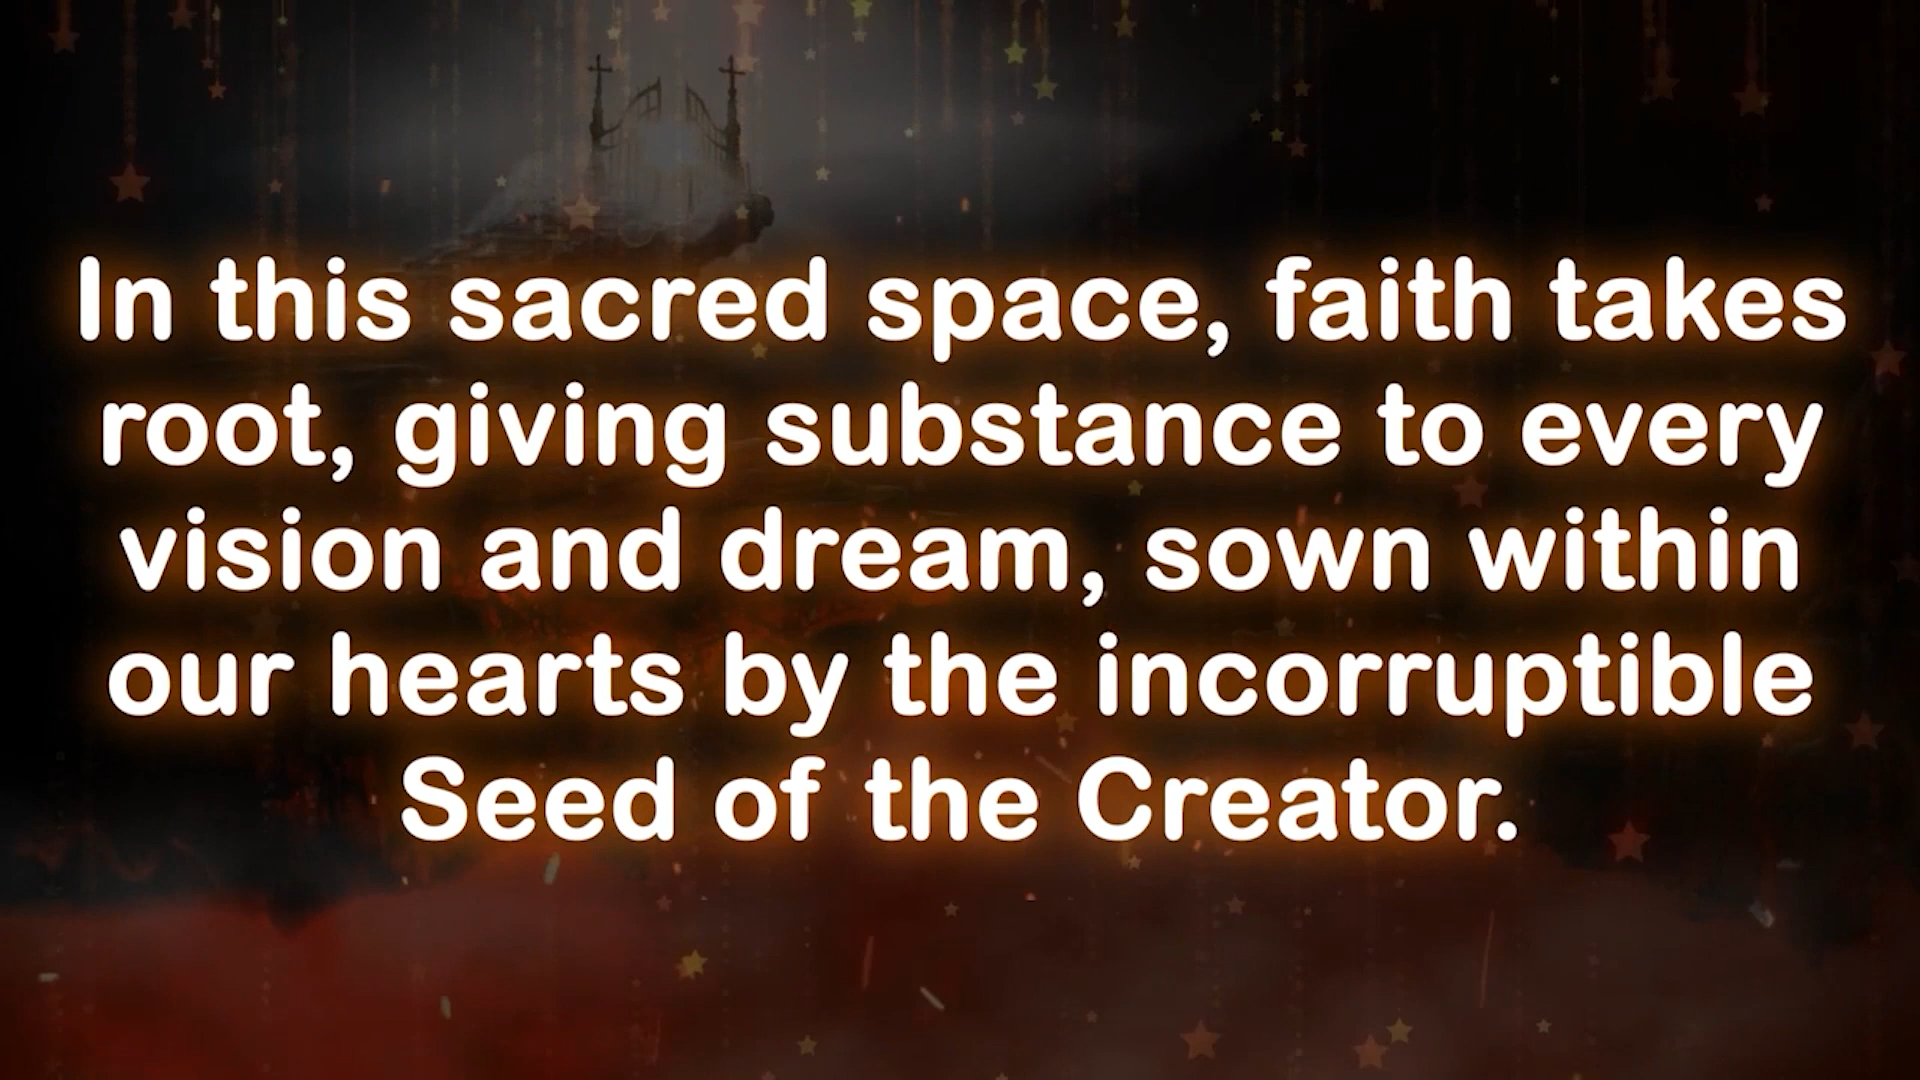 In this sacred space, faith takes
root, giving substance to every
vision and dream, sown within
our hearts by the incorruptible
Seed of the Creator.